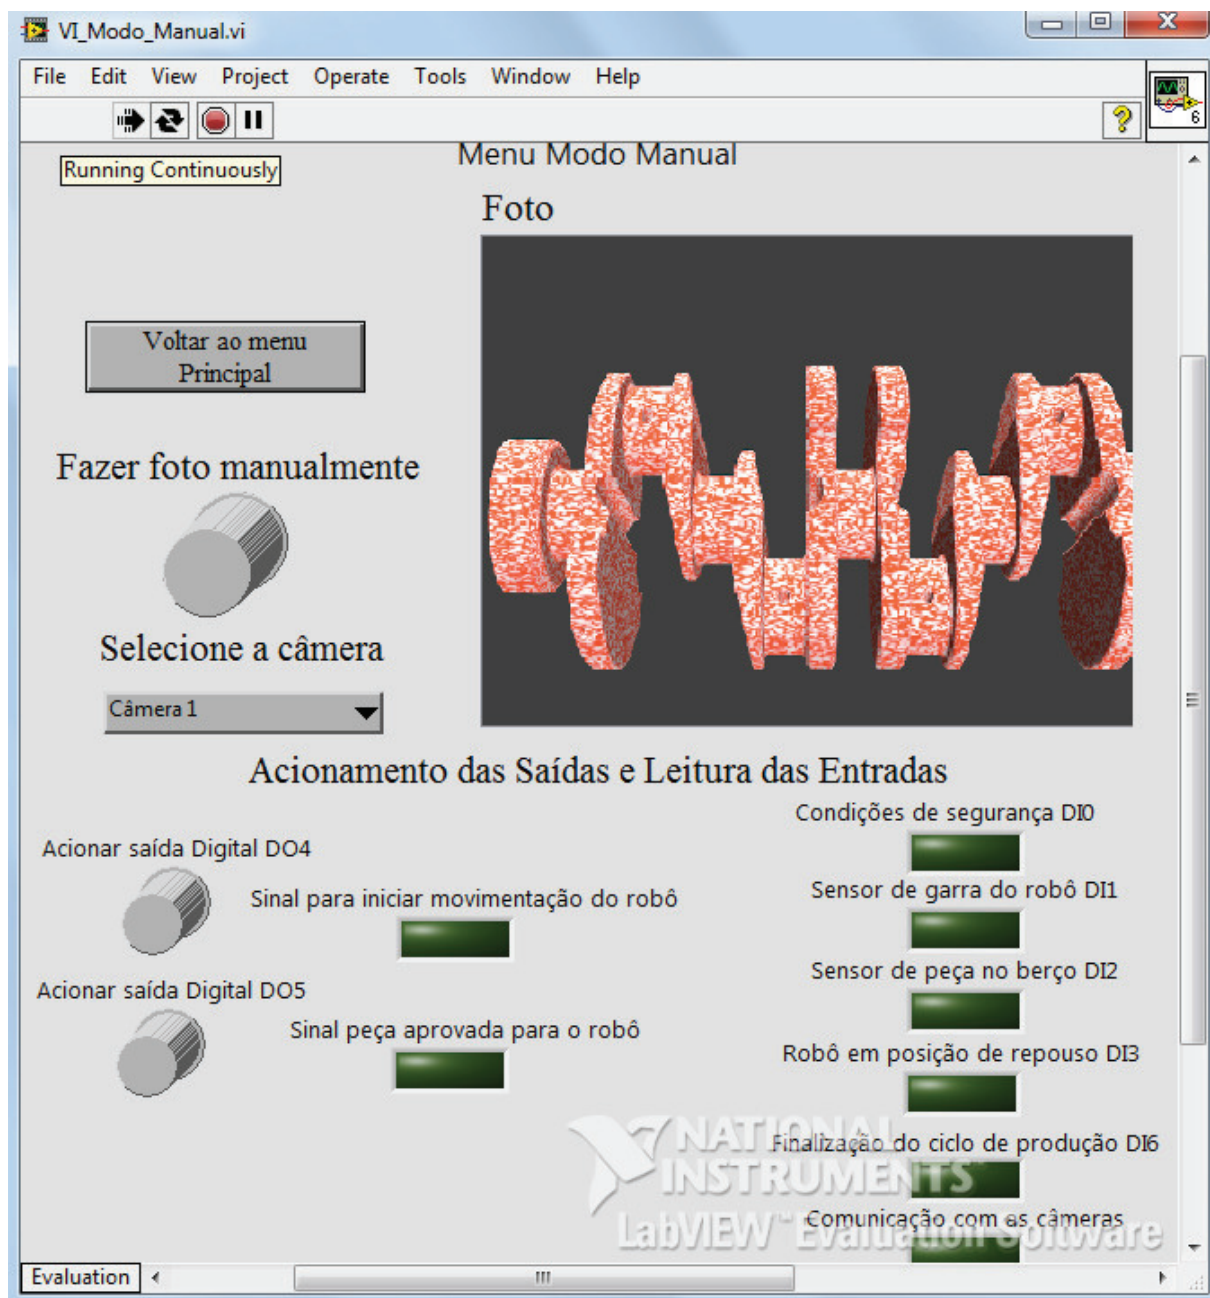 VI_Modo_Manual.vi
File Edit View Project Operate Tools Window Help
6
Running Continuously
Menu Modo Manual
Foto
Voltar ao menu
Principal
Fazer foto manualmente
Selecione a câmera
Câmera 1
Acionamento das Saídas e Leitura das Entradas
Condições de segurança DI0
Acionar saída Digital DO4
Sinal para iniciar movimentação do robô
Sensor de garra do robô DI1
Sensor de peça no berço DI2
Acionar saída Digital DO5
Sinal peça aprovada para o robô
Robô em posição de repouso DI3
Finalização do ciclo de produção DI6
Comunicação com as câmeras
NATIONAL
INSTRUMENTS™
LabVIEW™ Evaluation Software
Evaluation